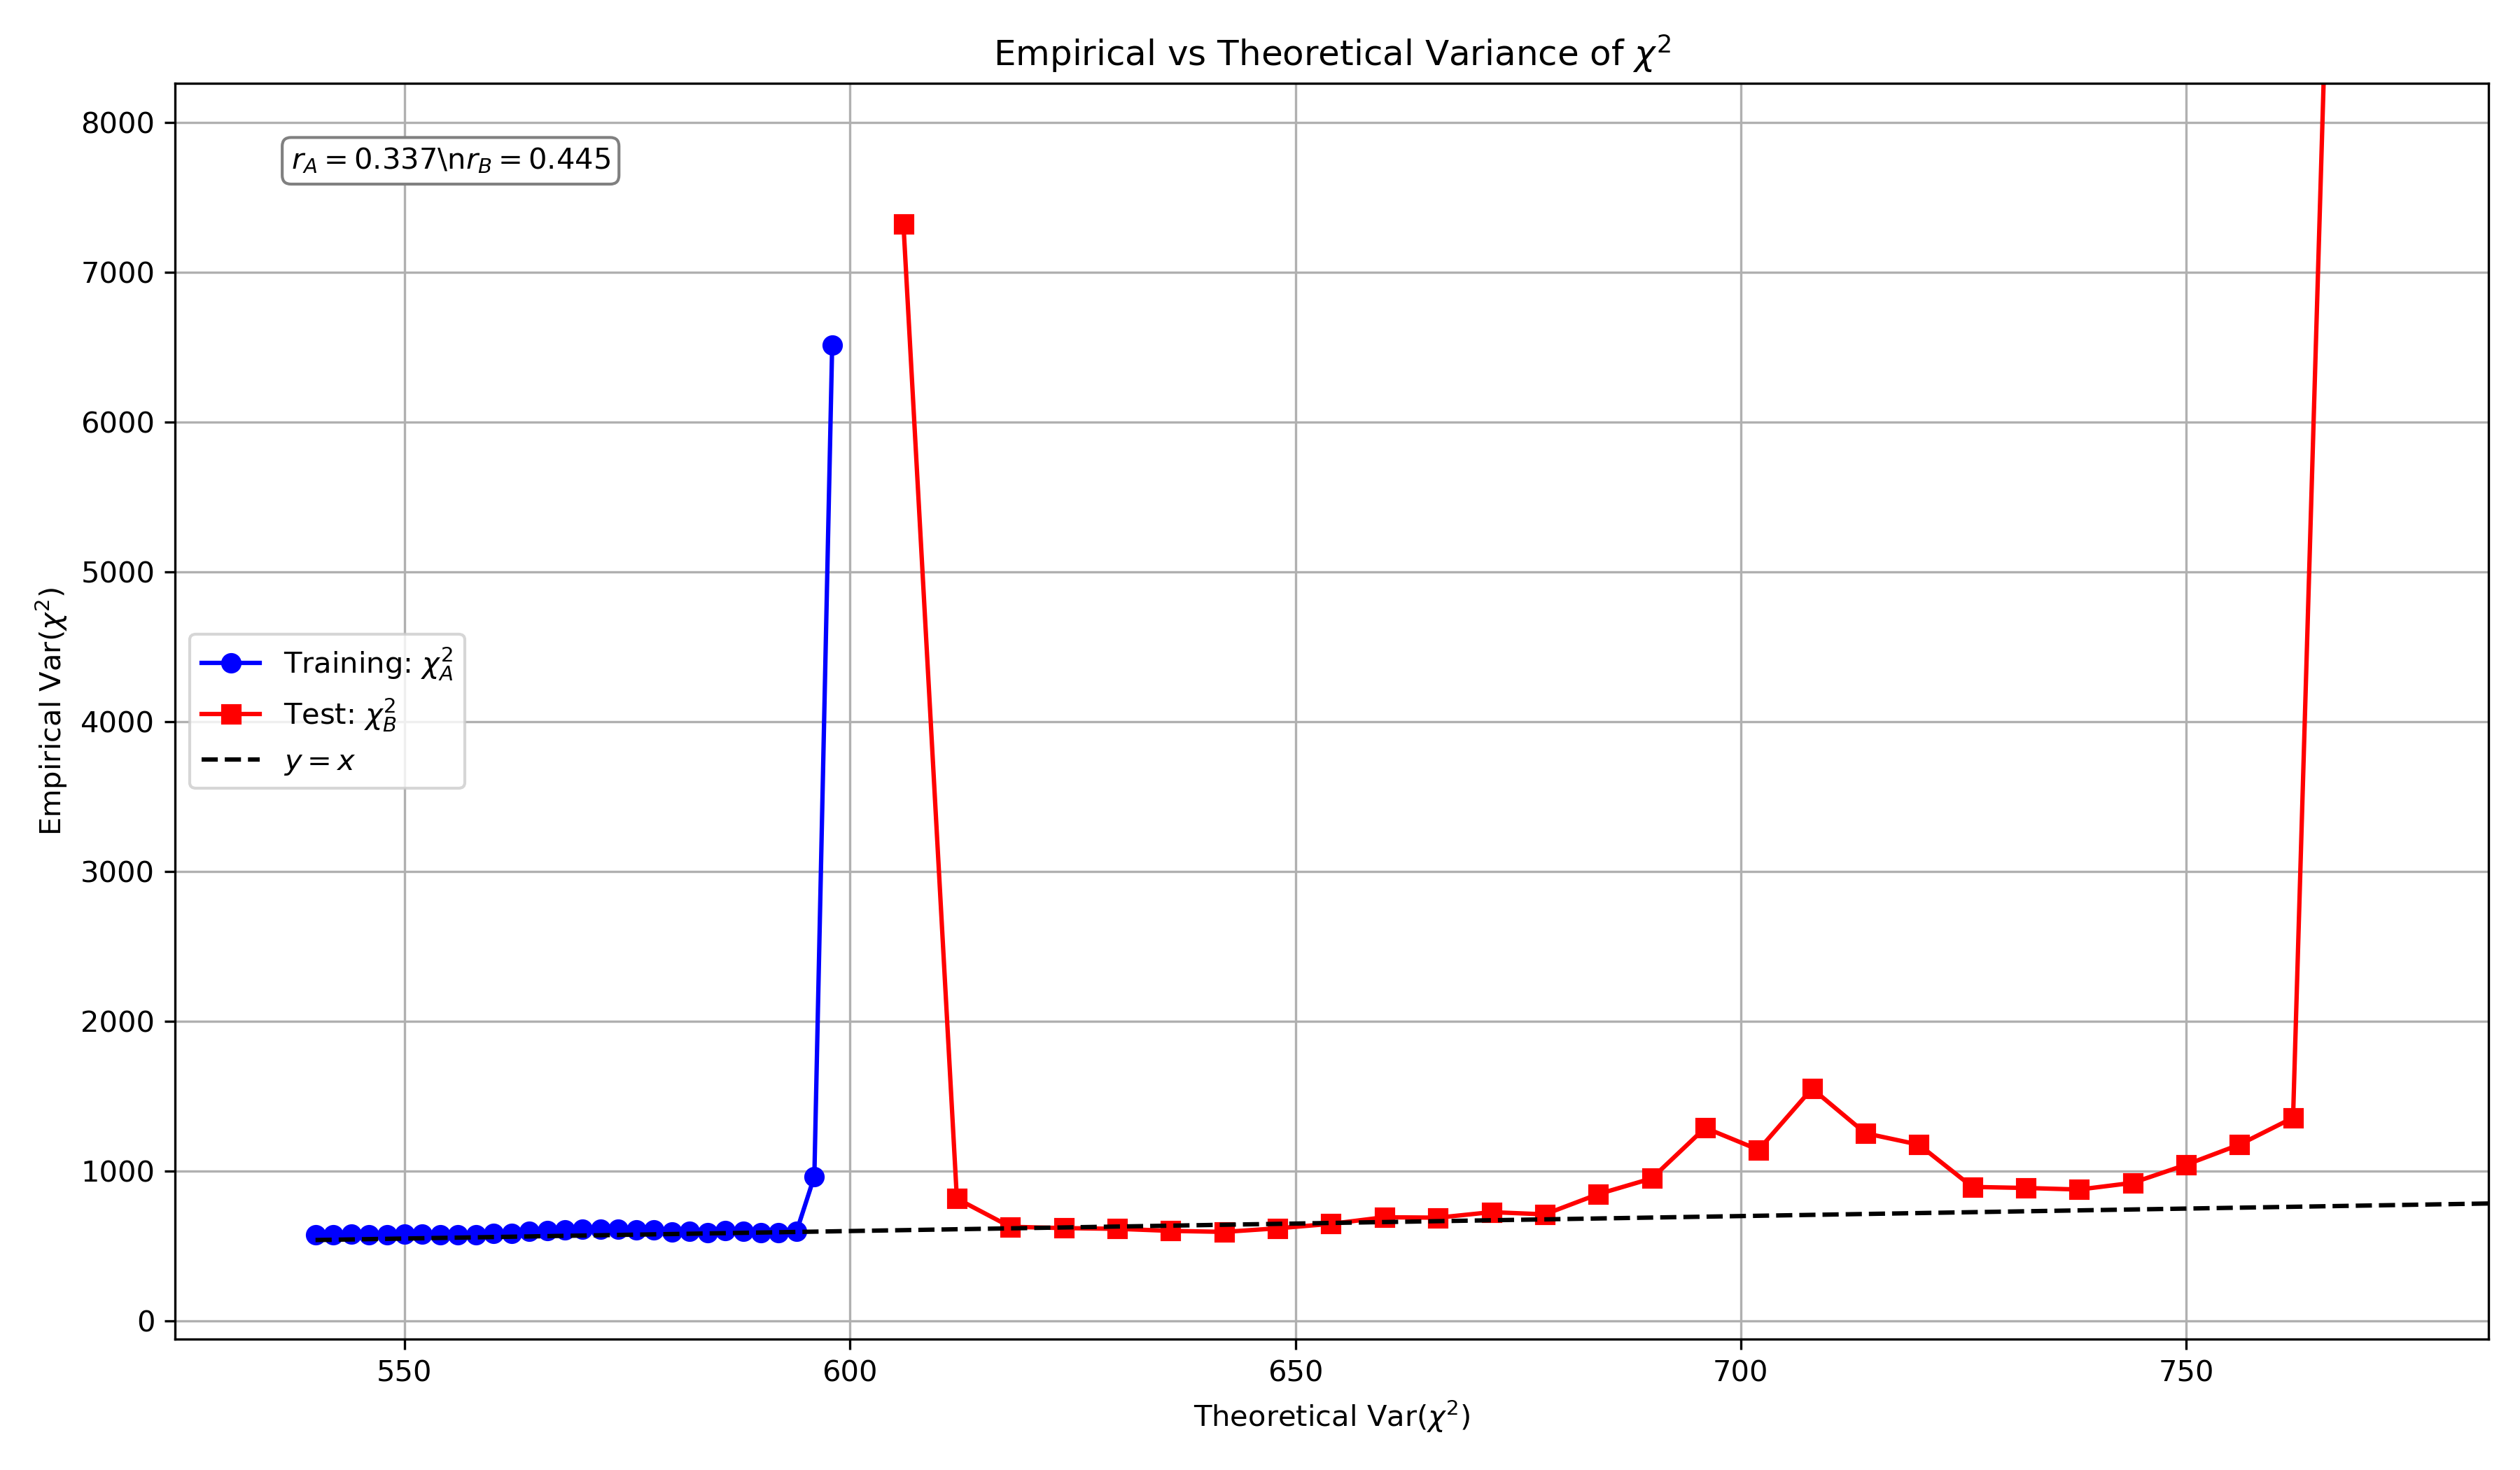 Empirical vs Theoretical Variance of χ²
8000
7000
6000
5000
4000
3000
2000
1000
0
r_A = 0.337\nr_B = 0.445
Training: χ²_A
Test: χ²_B
y = x
Empirical Var(χ²)
550
600
650
700
750
Theoretical Var(χ²)